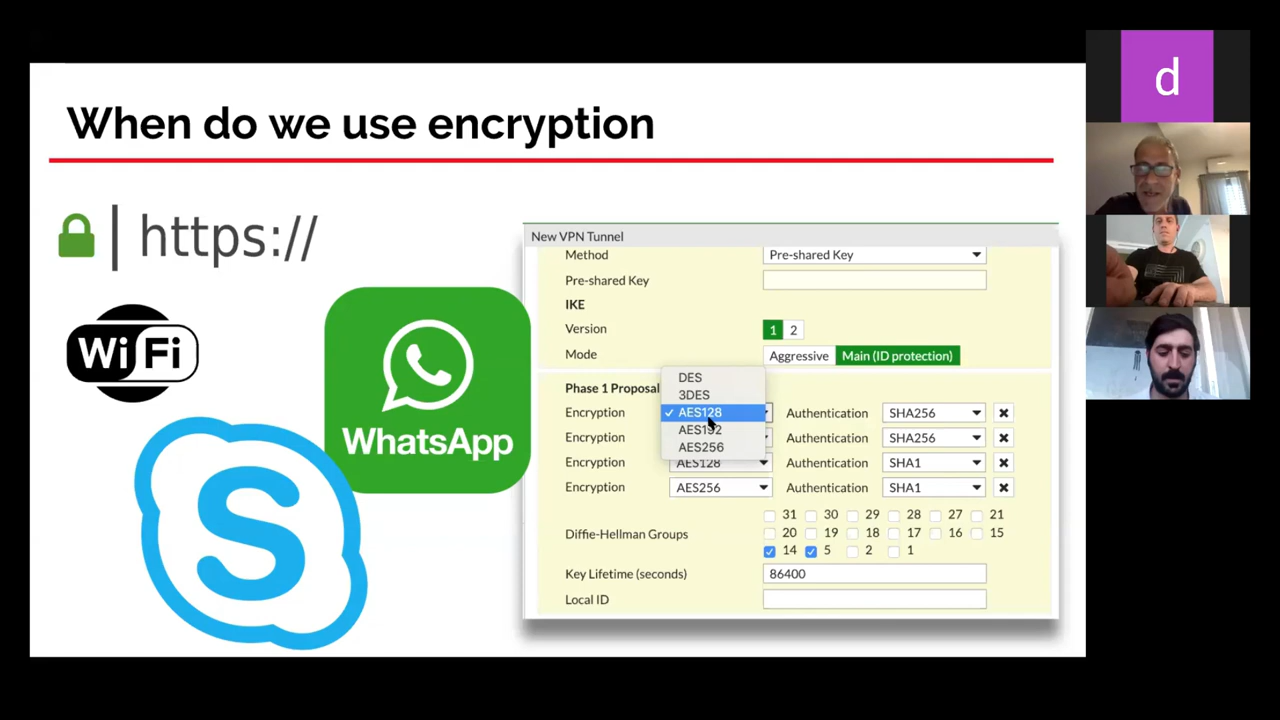 When do we use encryption
https://
WiFi
WhatsApp
S
New VPN Tunnel
Method Pre-shared Key
Pre-shared Key
IKE
Version 1 2
Mode Aggressive Main (ID protection)
Phase 1 Proposal
DES
3DES
Encryption ✓ AES128 Authentication SHA256 ✖
AES192
Encryption Authentication SHA256 ✖
AES256
Encryption AES128 Authentication SHA1 ✖
Encryption AES256 Authentication SHA1 ✖
31 30 29 28 27 21
Diffie-Hellman Groups 20 19 18 17 16 15
14 5 2 1
Key Lifetime (seconds) 86400
Local ID
d